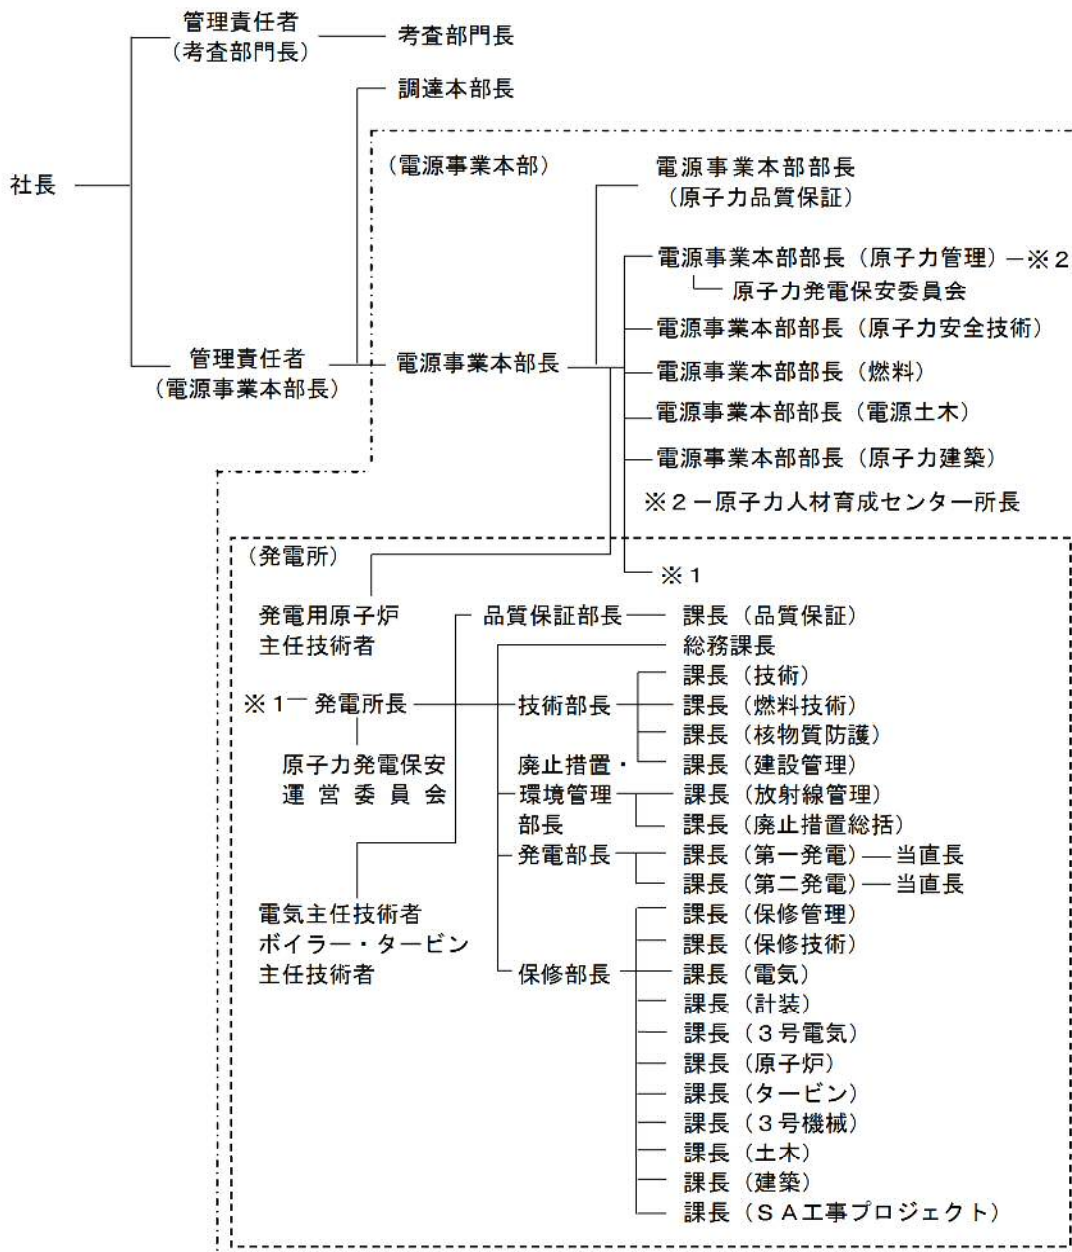 管理責任者
(考査部門長)
考査部門長
調達本部長
社長
(電源事業本部)
電源事業本部部長
(原子力品質保証)
電源事業本部部長(原子力管理)-※2
原子力発電保安委員会
電源事業本部部長(原子力安全技術)
管理責任者
(電源事業本部長)
電源事業本部長
電源事業本部部長(燃料)
電源事業本部部長(電源土木)
電源事業本部部長(原子力建築)
※2-原子力人材育成センター所長
(発電所)
※1
発電用原子炉
主任技術者
品質保証部長
課長(品質保証)
総務課長
課長(技術)
※1
発電所長
技術部長
課長(燃料技術)
課長(核物質防護)
課長(建設管理)
原子力発電保安
運営委員会
廃止措置・
環境管理
部長
課長(放射線管理)
課長(廃止措置総括)
発電部長
課長(第一発電)
当直長
課長(第二発電)
当直長
電気主任技術者
ボイラー・タービン
主任技術者
課長(保修管理)
課長(保修技術)
保修部長
課長(電気)
課長(計装)
課長(3号電気)
課長(原子炉)
課長(タービン)
課長(3号機械)
課長(土木)
課長(建築)
課長(SA工事プロジェクト)